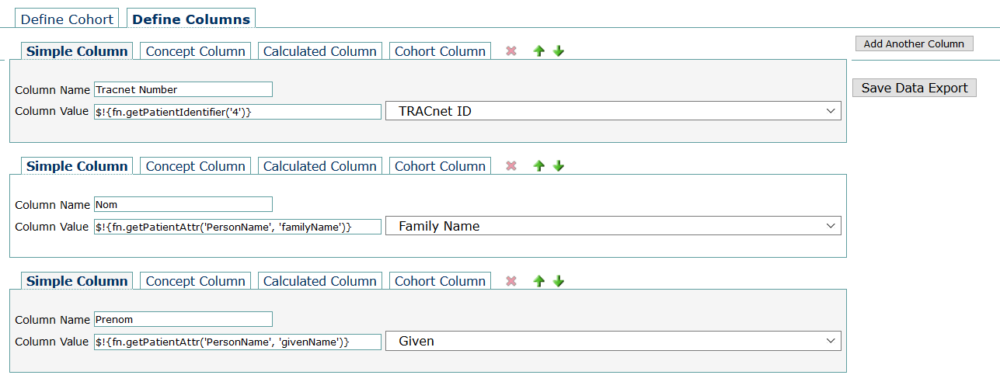 Define Cohort Define Columns
Simple Column Concept Column Calculated Column Cohort Column
Add Another Column
Column Name Tracnet Number
Save Data Export
Column Value $!{fn.getPatientIdentifier('4')} TRACnet ID
Simple Column Concept Column Calculated Column Cohort Column
Column Name Nom
Column Value $!{fn.getPatientAttr('PersonName', 'familyName')} Family Name
Simple Column Concept Column Calculated Column Cohort Column
Column Name Prenom
Column Value $!{fn.getPatientAttr('PersonName', 'givenName')} Given